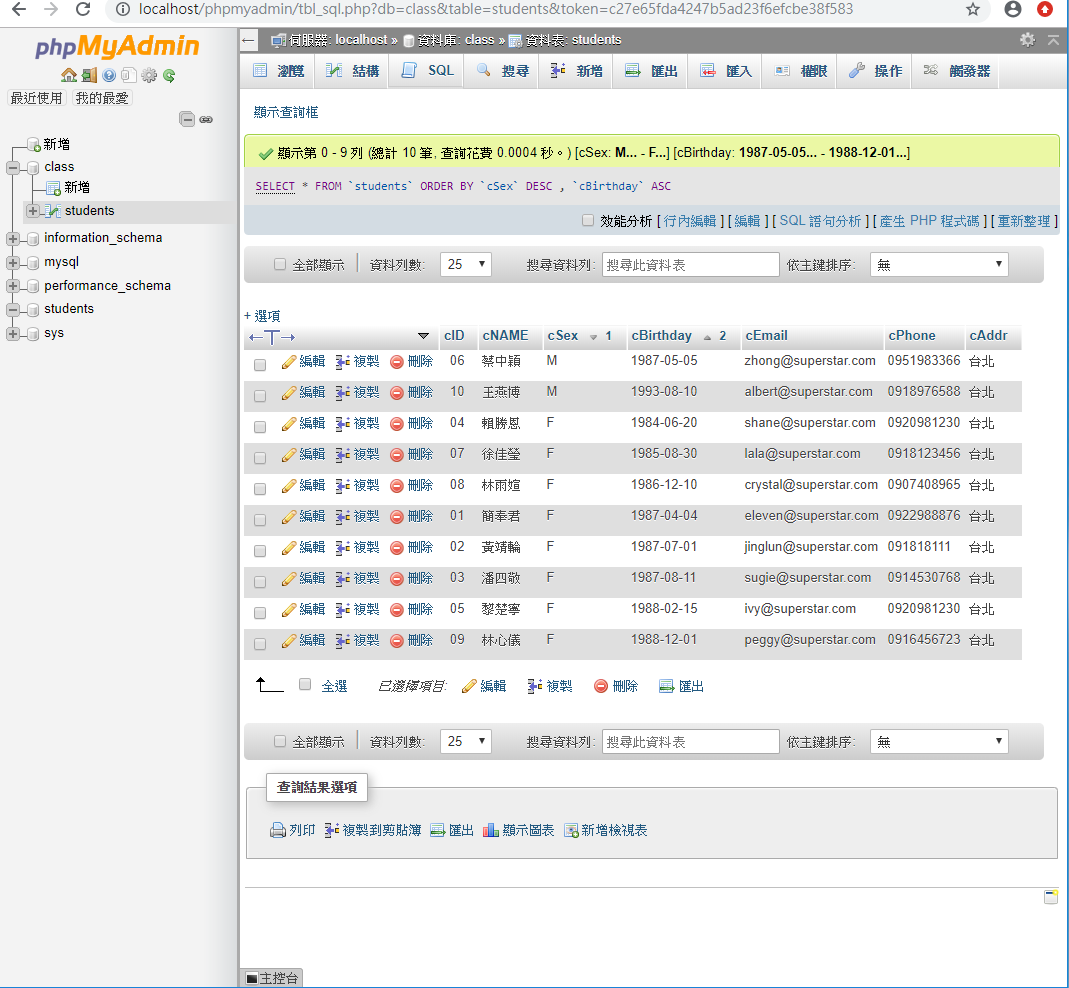 localhost/phpmyadmin/tbl_sql.php?db=class&table=students&token=c27e65fda4247b5ad23f6efcbe38f583
phpMyAdmin
最近使用 我的最愛
新增
class
新增
students
information_schema
mysql
performance_schema
students
sys
伺服器: localhost » 資料庫: class » 資料表: students
瀏覽 結構 SQL 搜尋 新增 匯出 匯入 權限 操作 觸發器
顯示查詢框
顯示第 0 - 9 列 (總計 10 筆, 查詢花費 0.0004 秒。) [cSex: M... - F...] [cBirthday: 1987-05-05... - 1988-12-01...]
SELECT * FROM `students` ORDER BY `cSex` DESC , `cBirthday` ASC
效能分析 [ 行內編輯 ] [ 編輯 ] [ SQL 語句分析 ] [ 產生 PHP 程式碼 ] [ 重新整理 ]
全部顯示 資料列數: 25 搜尋資料列: 搜尋此資料表 依主鍵排序: 無
+ 選項
←T→ cID cNAME cSex 1 cBirthday 2 cEmail cPhone cAddr
編輯 複製 刪除 06 蔡中穎 M 1987-05-05 zhong@superstar.com 0951983366 台北
編輯 複製 刪除 10 王燕博 M 1993-08-10 albert@superstar.com 0918976588 台北
編輯 複製 刪除 04 賴勝恩 F 1984-06-20 shane@superstar.com 0920981230 台北
編輯 複製 刪除 07 徐佳瑩 F 1985-08-30 lala@superstar.com 0918123456 台北
編輯 複製 刪除 08 林雨媗 F 1986-12-10 crystal@superstar.com 0907408965 台北
編輯 複製 刪除 01 簡奉君 F 1987-04-04 eleven@superstar.com 0922988876 台北
編輯 複製 刪除 02 黃靖輪 F 1987-07-01 jinglun@superstar.com 091818111 台北
編輯 複製 刪除 03 潘四敬 F 1987-08-11 sugie@superstar.com 0914530768 台北
編輯 複製 刪除 05 黎楚寧 F 1988-02-15 ivy@superstar.com 0920981230 台北
編輯 複製 刪除 09 林心儀 F 1988-12-01 peggy@superstar.com 0916456723 台北
全選 已選擇項目: 編輯 複製 刪除 匯出
全部顯示 資料列數: 25 搜尋資料列: 搜尋此資料表 依主鍵排序: 無
查詢結果選項
列印 複製到剪貼簿 匯出 顯示圖表 新增檢視表
主控台